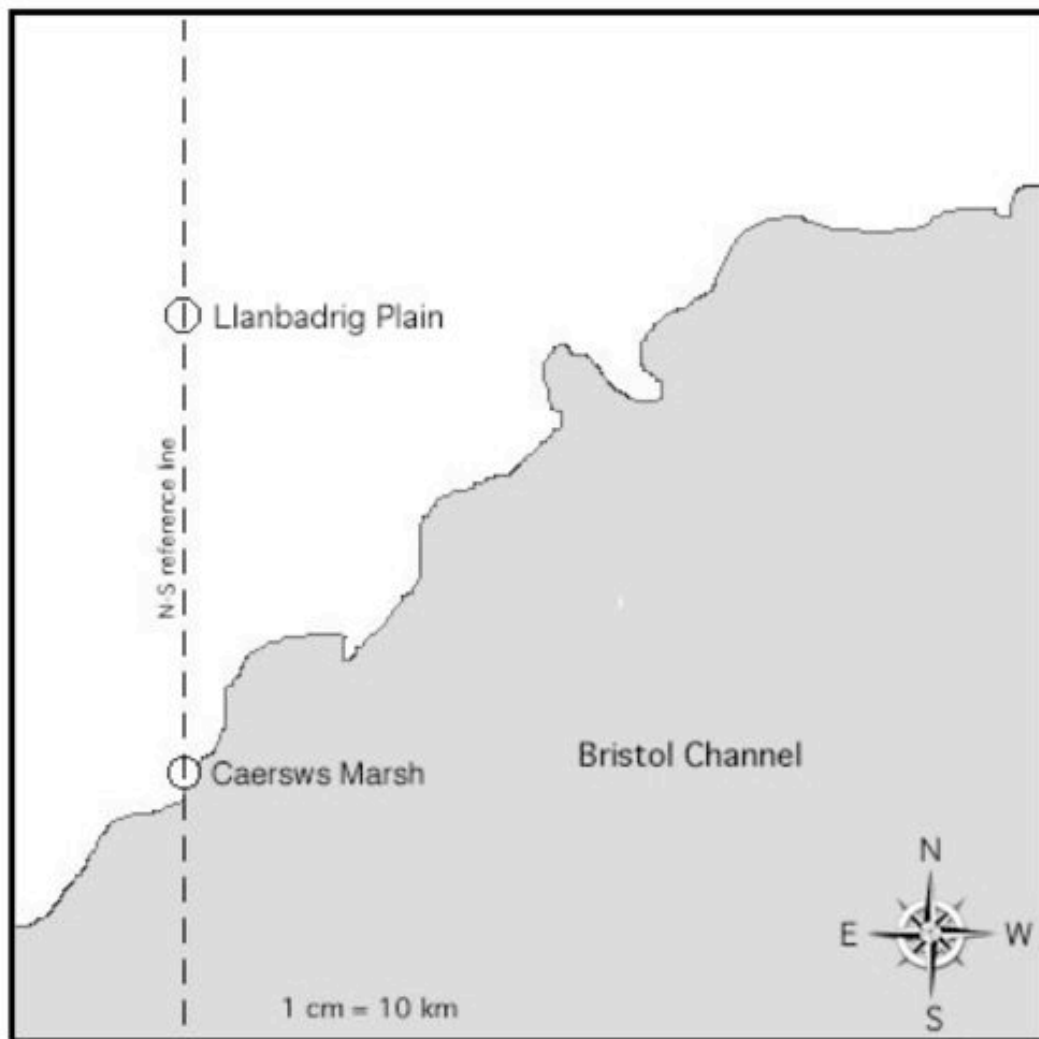 Llanbadrig Plain
N-S reference line
Caersws Marsh
Bristol Channel
N
E
W
S
1 cm = 10 km